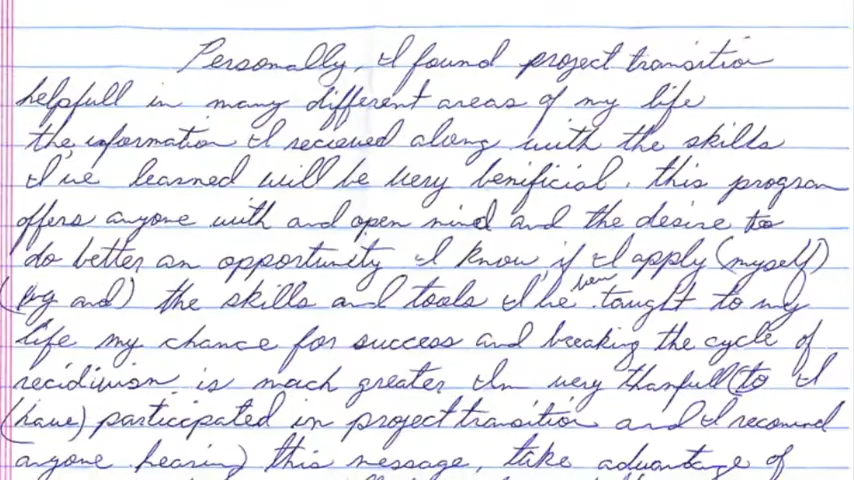 Personally, I found project transition
helpfull in many different areas of my life
the, information I recieved along with the skills
I've learned will be very benificial. this program
offers anyone with and open mind and the desire to
do better an opportunity I know, if I apply (myself)
and) the skills and tools I've been taught to my
life my chance for success and breaking the cycle of
recidivism is much greater Im very thanfull (to I
(have) participated in project transition and I recomend
anyone hearing) this message, take advantage of